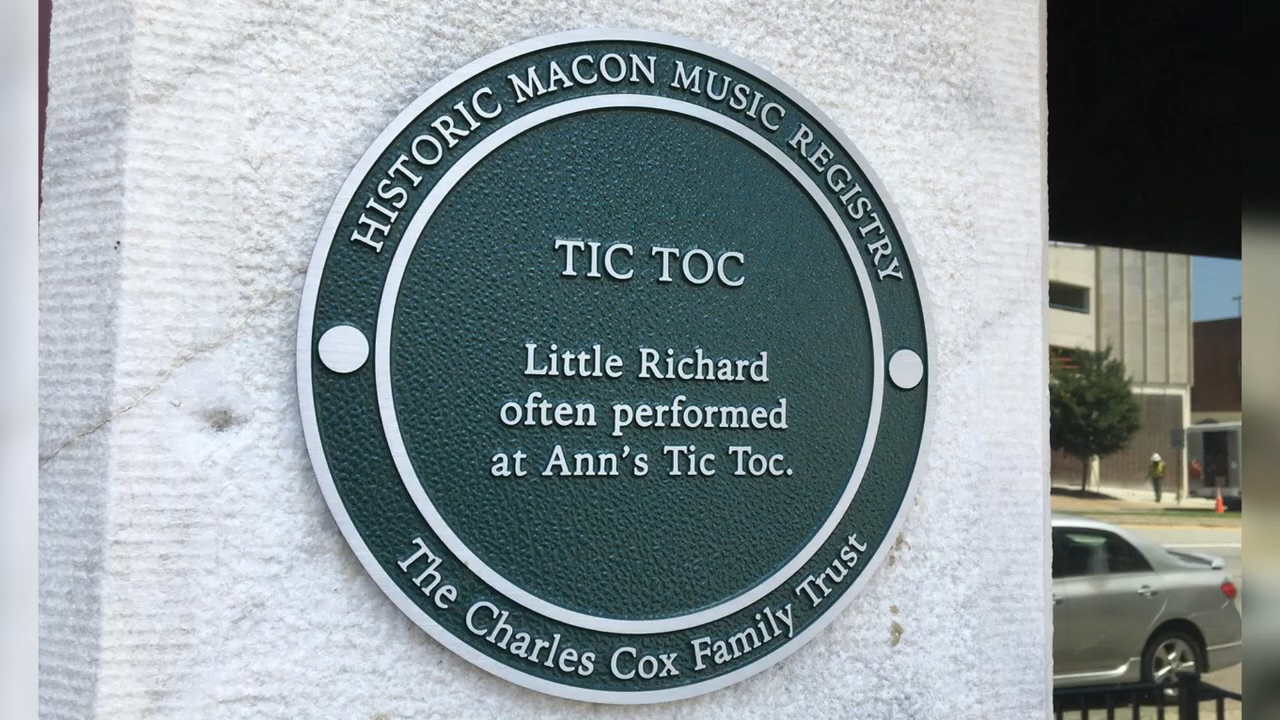 HISTORIC MACON MUSIC REGISTRY
TIC TOC
Little Richard
often performed
at Ann's Tic Toc.
The Charles Cox Family Trust